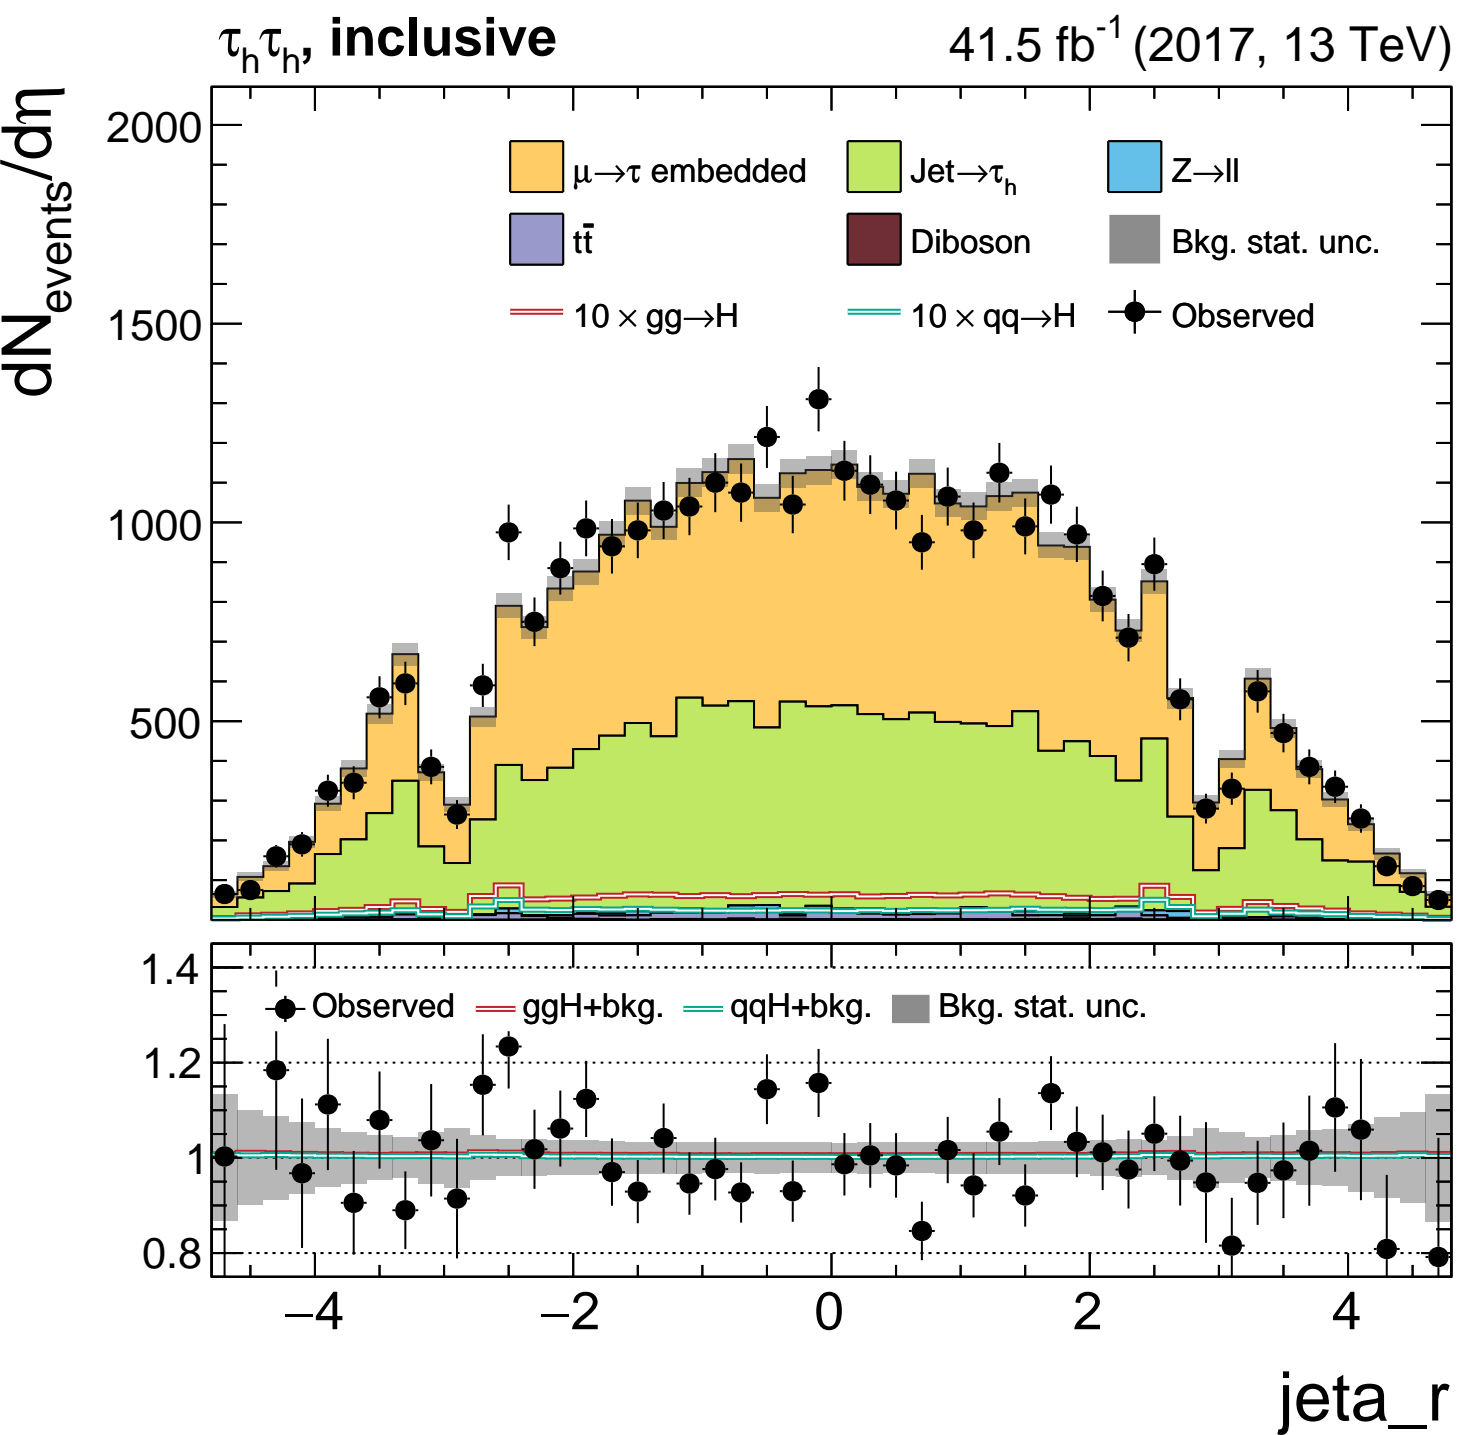 τhτh, inclusive 41.5 fb-1 (2017, 13 TeV)
dNevents/dη
2000
1500
1000
500
μ→τ embedded Jet→τh Z→ll
tt̄ Diboson Bkg. stat. unc.
10 × gg→H 10 × qq→H Observed
1.4
1.2
1
0.8
Observed ggH+bkg. qqH+bkg. Bkg. stat. unc.
−4 −2 0 2 4
jeta_r